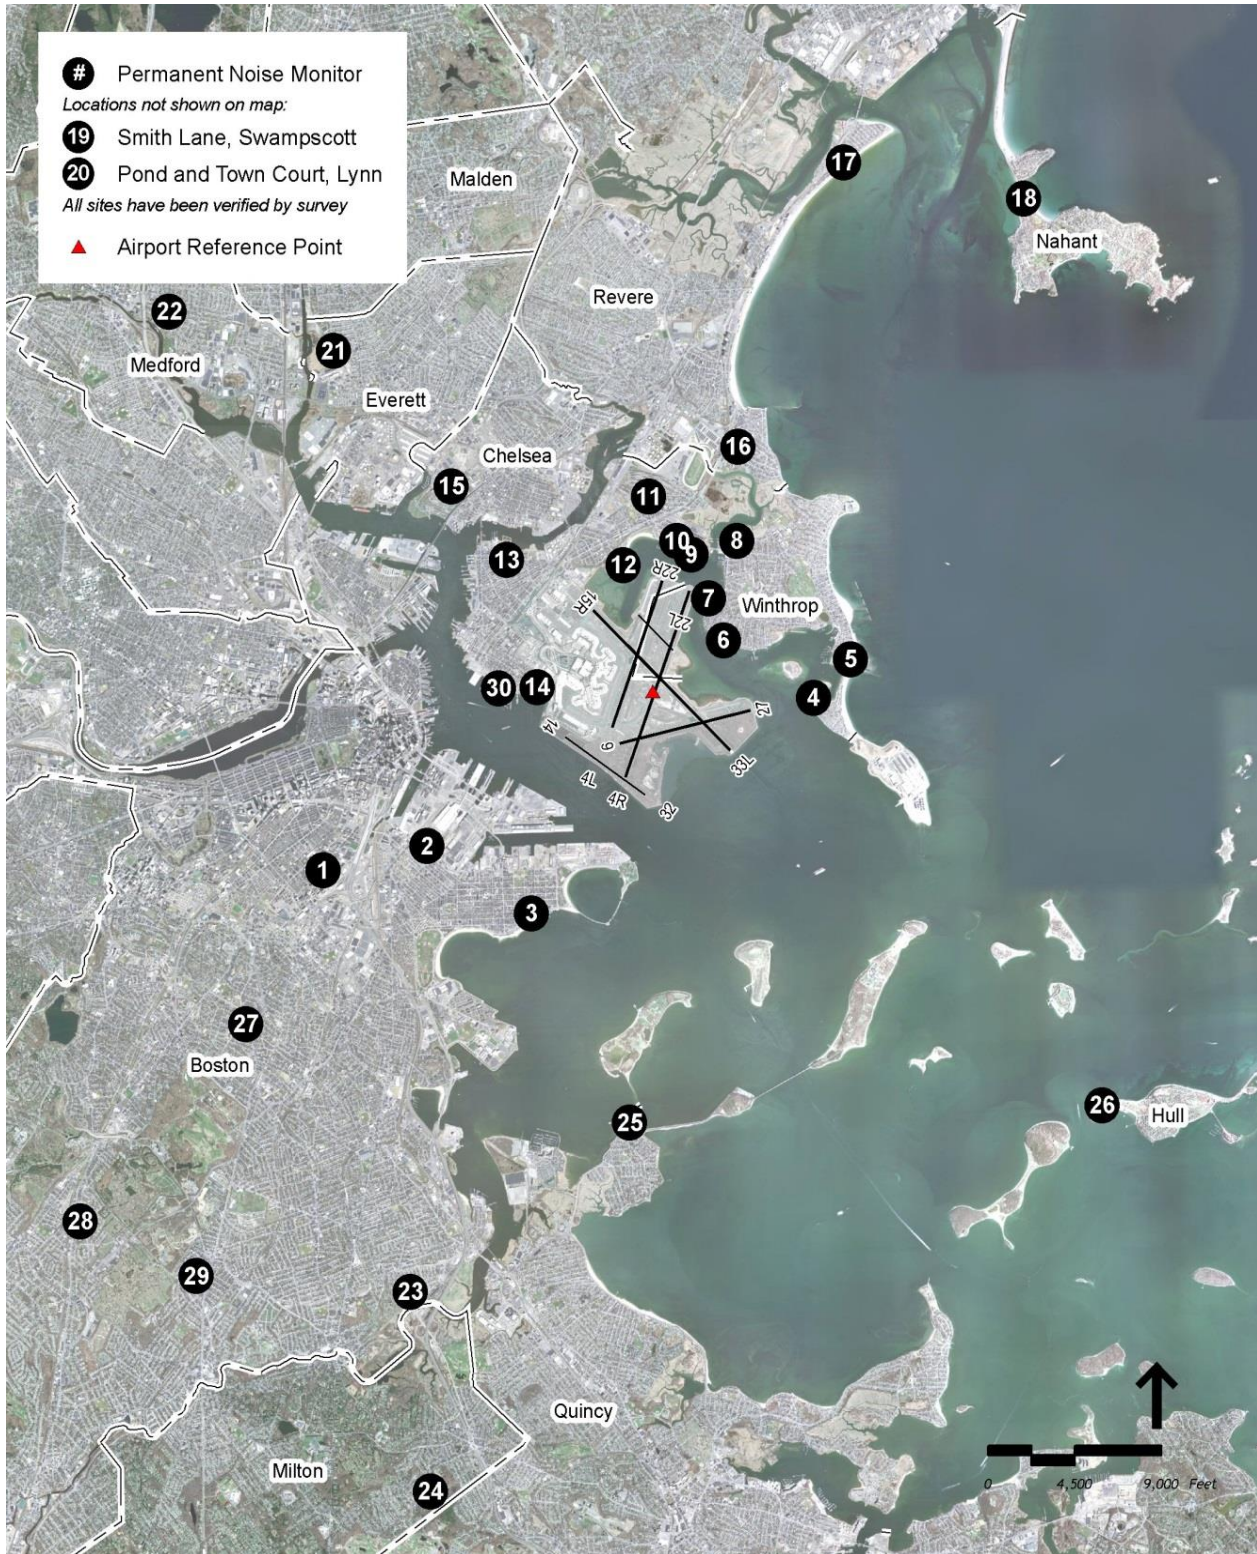 # Permanent Noise Monitor
Locations not shown on map:
19 Smith Lane, Swampscott
20 Pond and Town Court, Lynn
All sites have been verified by survey
Airport Reference Point
17
Malden
18
Nahant
Revere
22
21
Medford
Everett
16
Chelsea
15
11
10
8
9
13
12
22R
7
15R
Winthrop
22L
6
5
30
14
4
27
14
9
33L
4L
4R
32
2
1
3
27
Boston
26
Hull
25
28
29
23
Quincy
Milton
24
0 4,500 9,000 Feet